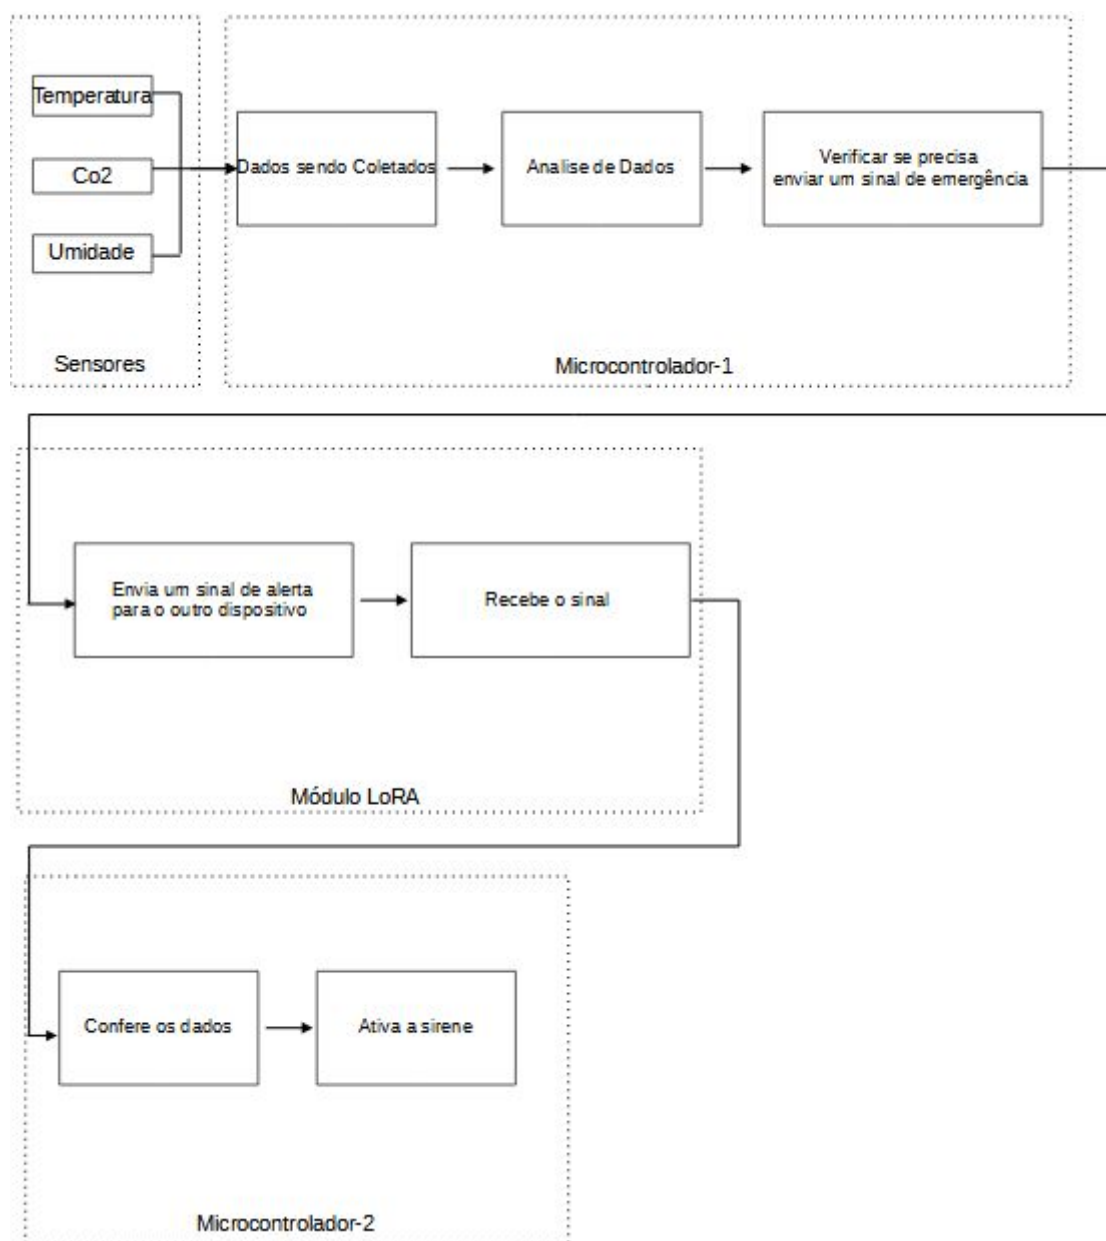 Temperatura
Co2
Umidade
Sensores
Dados sendo Coletados
Analise de Dados
Verificar se precisa
enviar um sinal de emergência
Microcontrolador-1
Envia um sinal de alerta
para o outro dispositivo
Recebe o sinal
Módulo LoRA
Confere os dados
Ativa a sirene
Microcontrolador-2